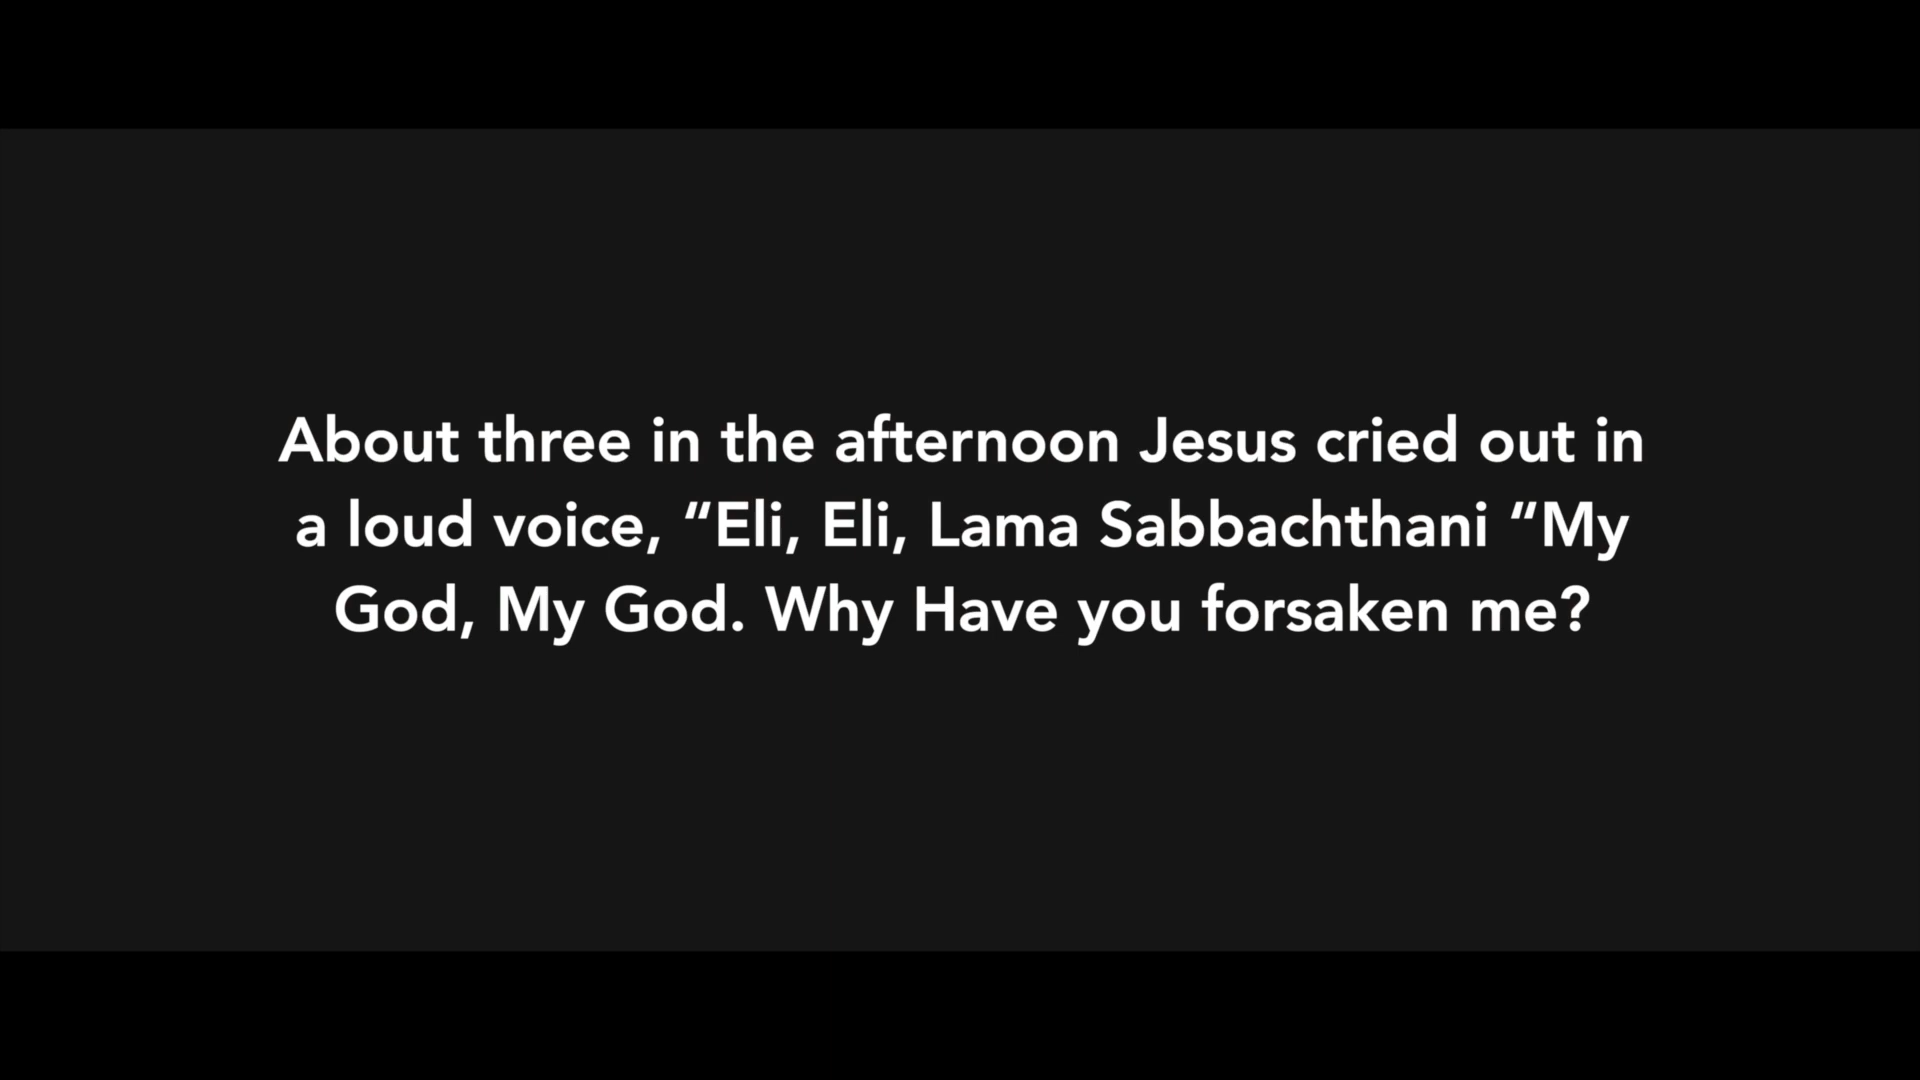 About three in the afternoon Jesus cried out in
a loud voice, “Eli, Eli, Lama Sabbachthani “My
God, My God. Why Have you forsaken me?